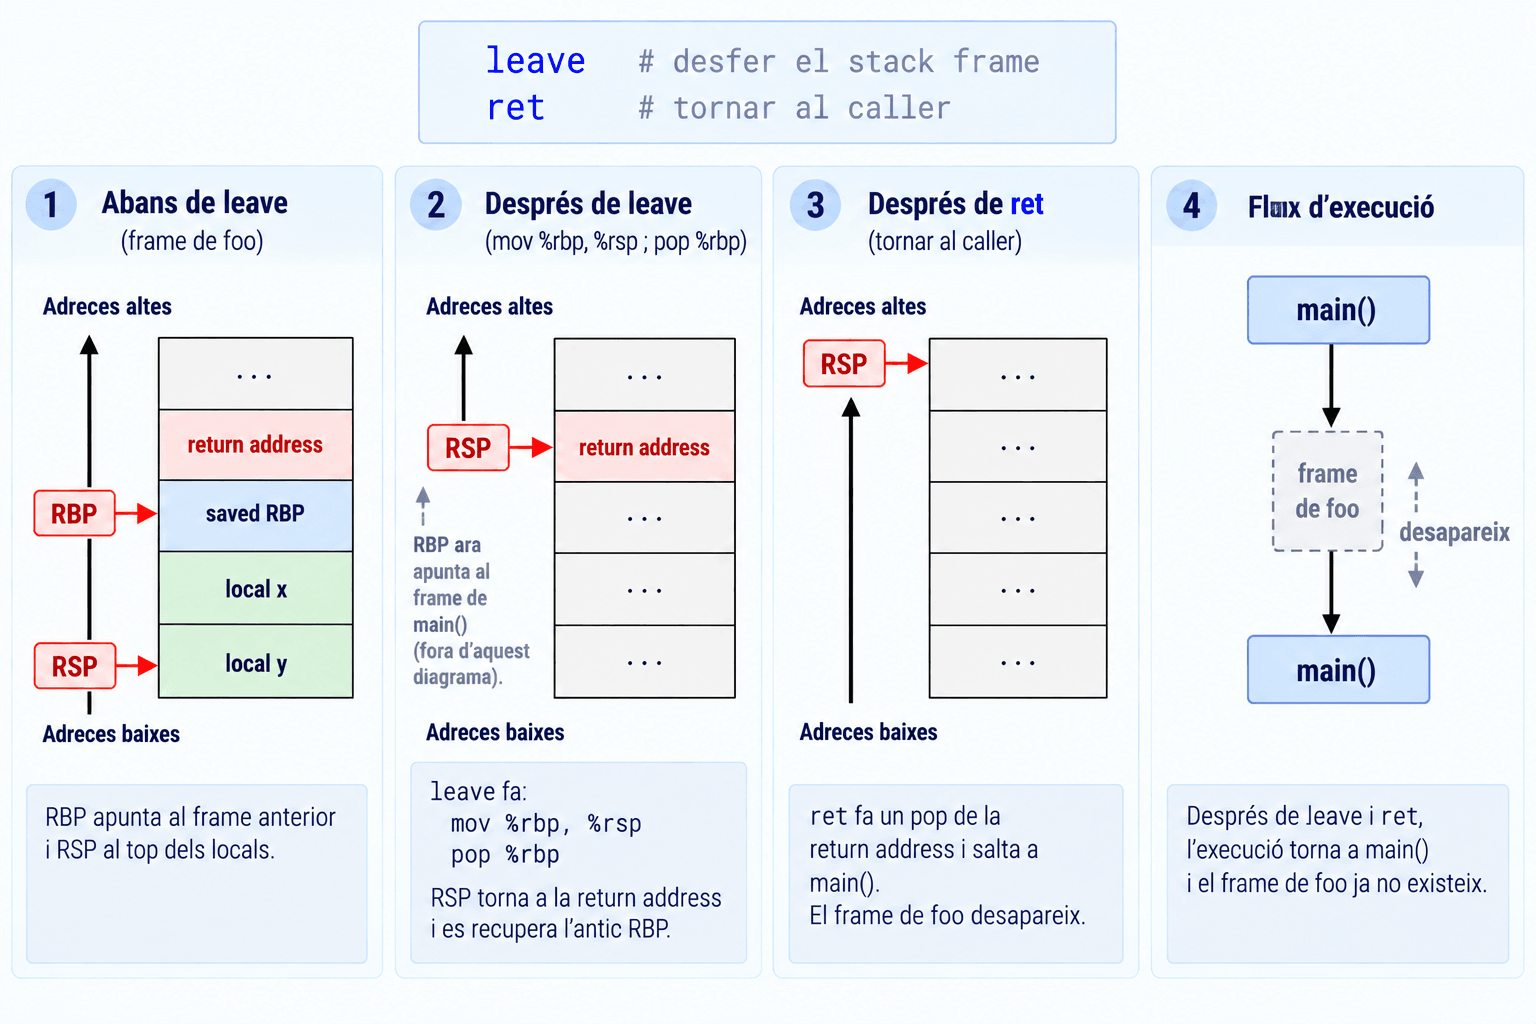 leave # desfer el stack frame
ret # tornar al caller
1 Abans de leave
(frame de foo)
Adreces altes
...
return address
RBP
saved RBP
local x
RSP
local y
Adreces baixes
RBP apunta al frame anterior
i RSP al top dels locals.
2 Després de leave
(mov %rbp, %rsp ; pop %rbp)
Adreces altes
...
RSP
return address
...
RBP ara
apunta al
frame de
main()
(fora d'aquest
diagrama).
...
...
Adreces baixes
leave fa:
mov %rbp, %rsp
pop %rbp
RSP torna a la return address
i es recupera l'antic RBP.
3 Després de ret
(tornar al caller)
Adreces altes
RSP
...
...
...
...
...
Adreces baixes
ret fa un pop de la
return address i salta a
main().
El frame de foo desapareix.
4 d'execució
main()
frame
de foo
desapareix
main()
Després de leave i ret,
l'execució torna a main()
i el frame de foo ja no existeix.